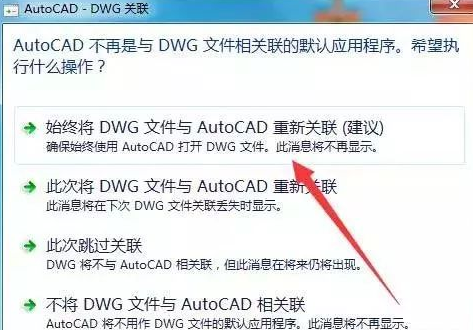 AutoCAD - DWG 关联
AutoCAD 不再是与 DWG 文件相关联的默认应用程序。希望执
行什么操作？
始终将 DWG 文件与 AutoCAD 重新关联 (建议)
确保始终使用 AutoCAD 打开 DWG 文件。此消息将不再显示。
此次将 DWG 文件与 AutoCAD 重新关联
此消息将在下次 DWG 文件关联丢失时显示。
此次跳过关联
DWG 将不与 AutoCAD 相关联，但此消息在将来仍将出现。
不将 DWG 文件与 AutoCAD 相关联
AutoCAD 将不用作 DWG 文件的默认应用程序。此消息将不再显示。